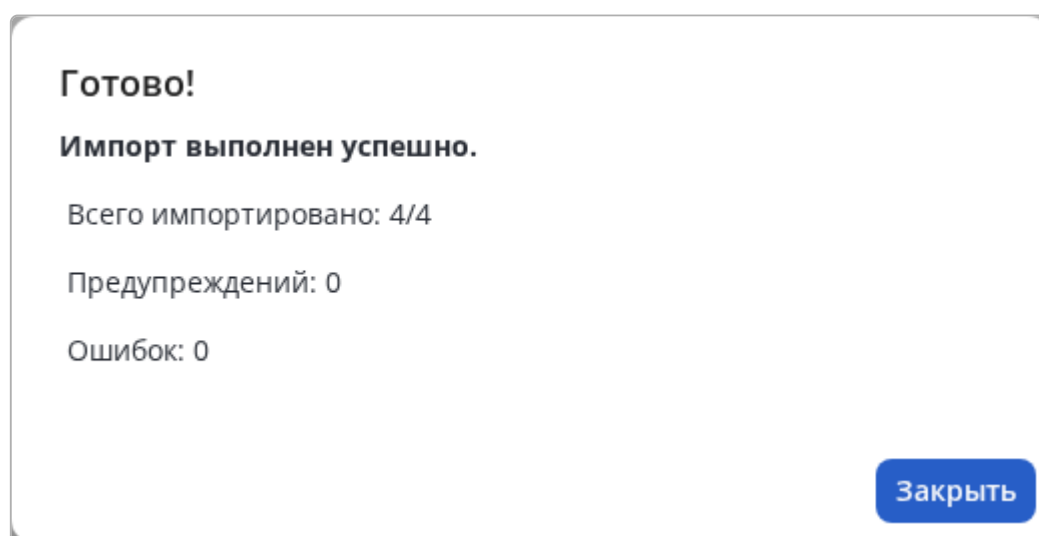 Готово!
Импорт выполнен успешно.
Всего импортировано: 4/4
Предупреждений: 0
Ошибок: 0
Закрыть